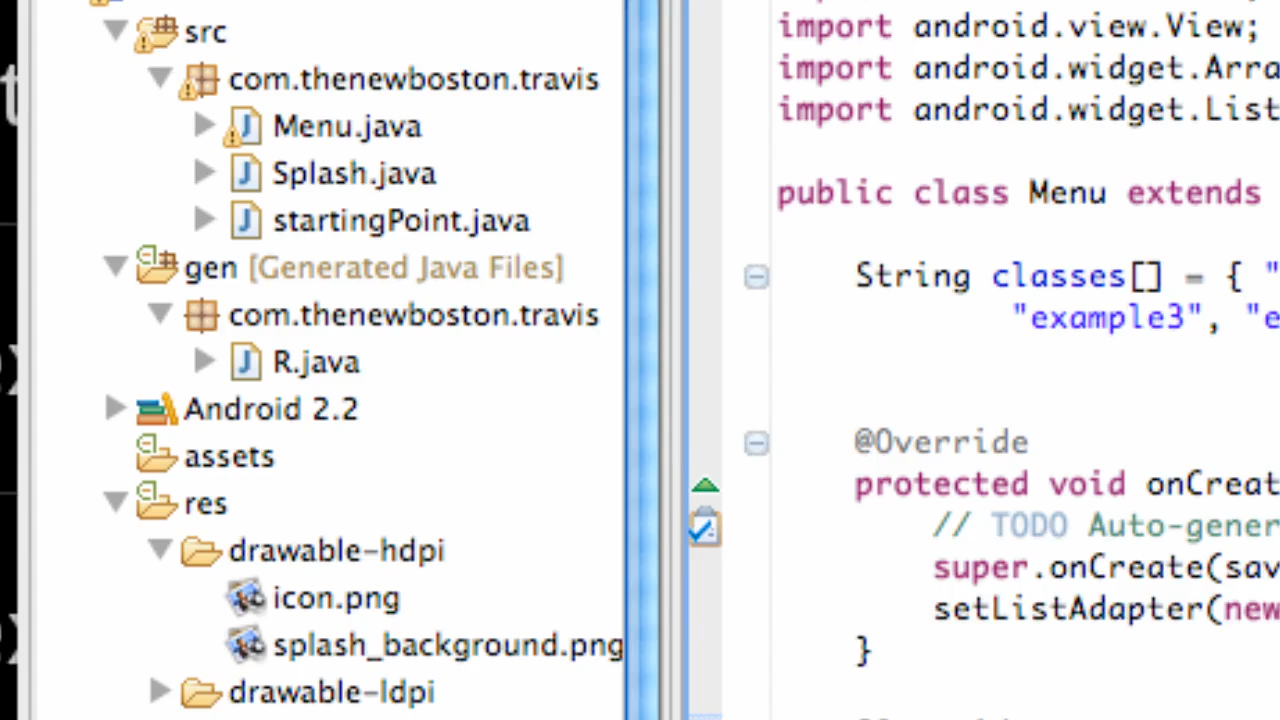 src
com.thenewboston.travis
Menu.java
Splash.java
startingPoint.java
gen [Generated Java Files]
com.thenewboston.travis
R.java
Android 2.2
assets
res
drawable-hdpi
icon.png
splash_background.png
drawable-ldpi
import android.view.View;
import android.widget.Arra
import android.widget.List
public class Menu extends
String classes[] = { "
"example3", "e
@Override
protected void onCreat
// TODO Auto-gener
super.onCreate(sav
setListAdapter(new
}